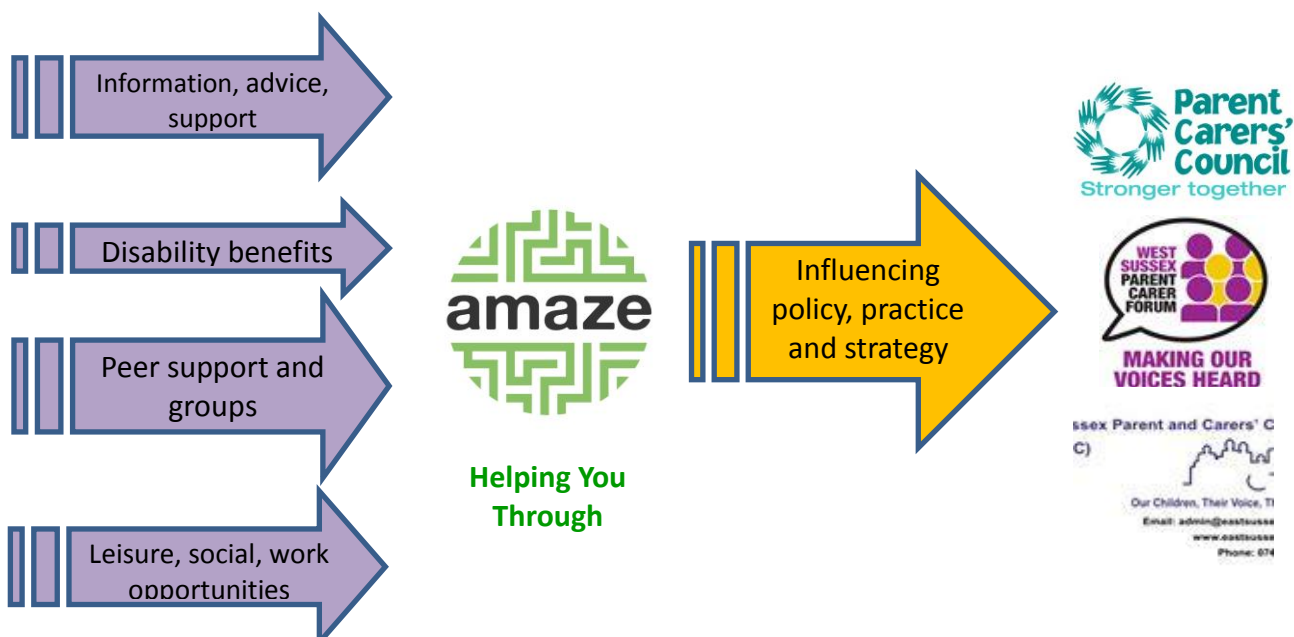 Information, advice,
support
Disability benefits
Peer support and
groups
Leisure, social, work
opportunities
amaze
Helping You
Through
Influencing
policy, practice
and strategy
Parent
Carers'
Council
Stronger together
WEST
SUSSEX
PARENT
CARER
FORUM
MAKING OUR
VOICES HEARD
ssex Parent and Carers' C
C)
Our Children, Their Voice, T
Email: admin@eastsusse
www.eastsusse
Phone: 074